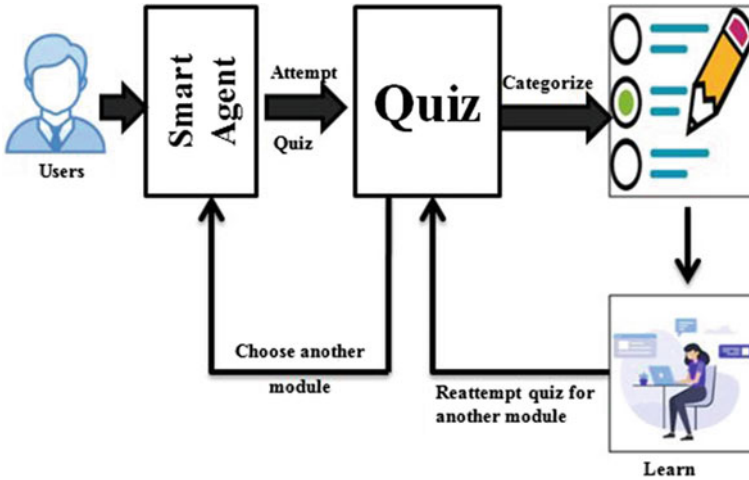 Users
Smart
Agent
Attempt
Quiz
Quiz
Categorize
Choose another
module
Reattempt quiz for
another module
Learn